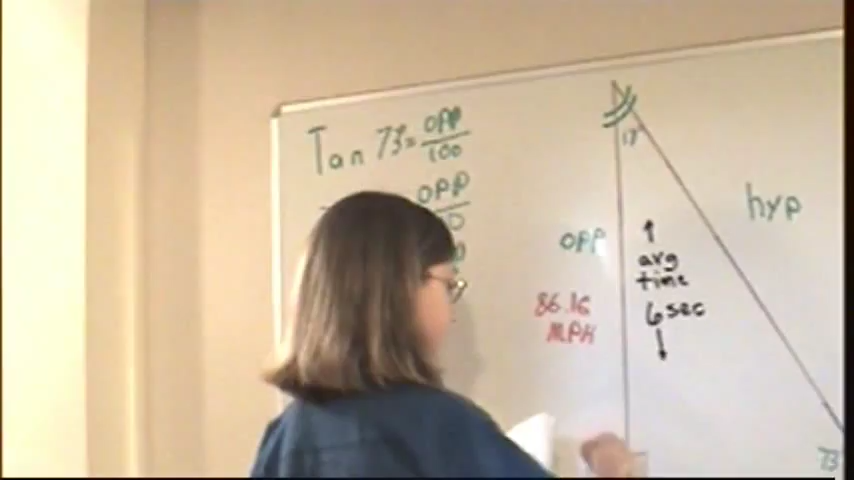 Tan 73°= OPP
100
OPP
17°
hyp
OPP
↑
avg
time
6 sec
↓
86.16
MPH
73